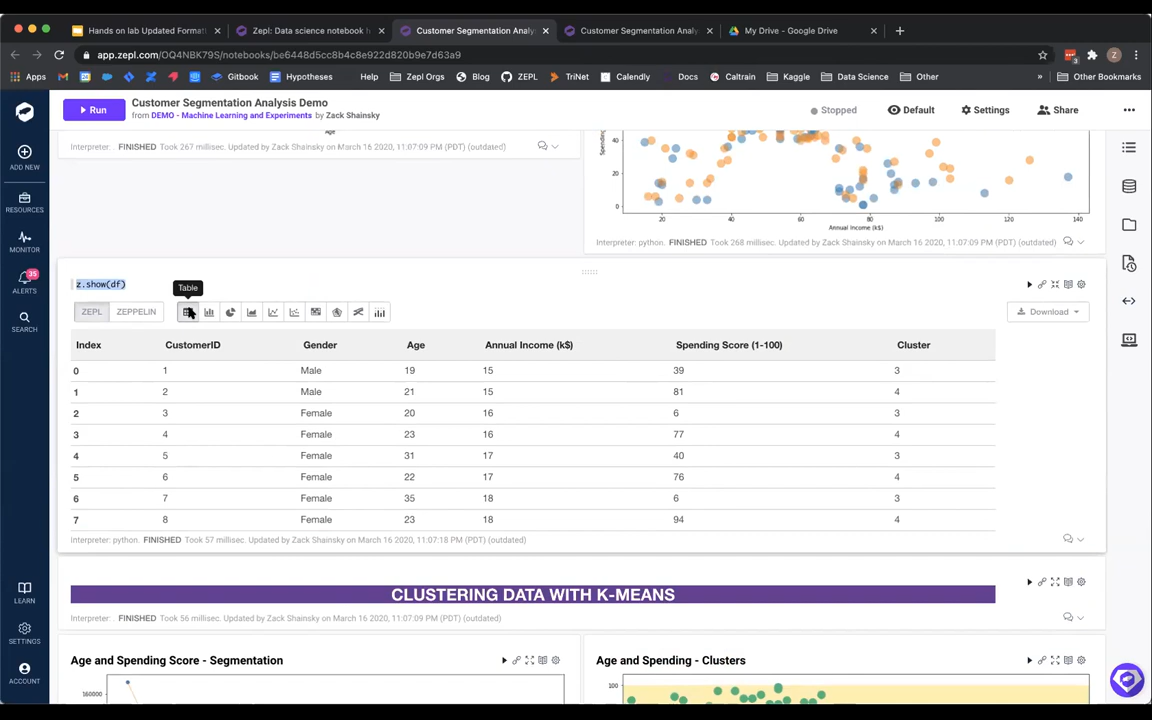 Hands on lab Updated Format
Zepl: Data science notebook
Customer Segmentation Analy
Customer Segmentation Analy
My Drive - Google Drive
app.zepl.com/OQ4NBK79S/notebooks/be6448d5cc8b4c8e922d820b9e7d63a9
Apps
Gitbook
Hypotheses
Help
Zepl Orgs
Blog
ZEPL
TriNet
Calendly
Docs
Caltrain
Kaggle
Data Science
Other
»
Other Bookmarks
Run
Customer Segmentation Analysis Demo
from DEMO - Machine Learning and Experiments by Zack Shainsky
Stopped
Default
Settings
Share
ADD NEW
RESOURCES
MONITOR
35
ALERTS
SEARCH
LEARN
SETTINGS
ACCOUNT
Age
Interpreter: . FINISHED Took 267 millisec. Updated by Zack Shainsky on March 16 2020, 11:07:09 PM (PDT) (outdated)
Spending
40
20
0
20 40 60 80 100 120 140
Annual Income (k$)
Interpreter: python. FINISHED Took 268 millisec. Updated by Zack Shainsky on March 16 2020, 11:07:09 PM (PDT) (outdated)
z.show(df)
Table
ZEPL ZEPPELIN
Download
Index CustomerID Gender Age Annual Income (k$) Spending Score (1-100) Cluster
0 1 Male 19 15 39 3
1 2 Male 21 15 81 4
2 3 Female 20 16 6 3
3 4 Female 23 16 77 4
4 5 Female 31 17 40 3
5 6 Female 22 17 76 4
6 7 Female 35 18 6 3
7 8 Female 23 18 94 4
Interpreter: python. FINISHED Took 57 millisec. Updated by Zack Shainsky on March 16 2020, 11:07:18 PM (PDT) (outdated)
CLUSTERING DATA WITH K-MEANS
Interpreter: . FINISHED Took 56 millisec. Updated by Zack Shainsky on March 16 2020, 11:07:09 PM (PDT) (outdated)
Age and Spending Score - Segmentation
160000
Age and Spending - Clusters
100